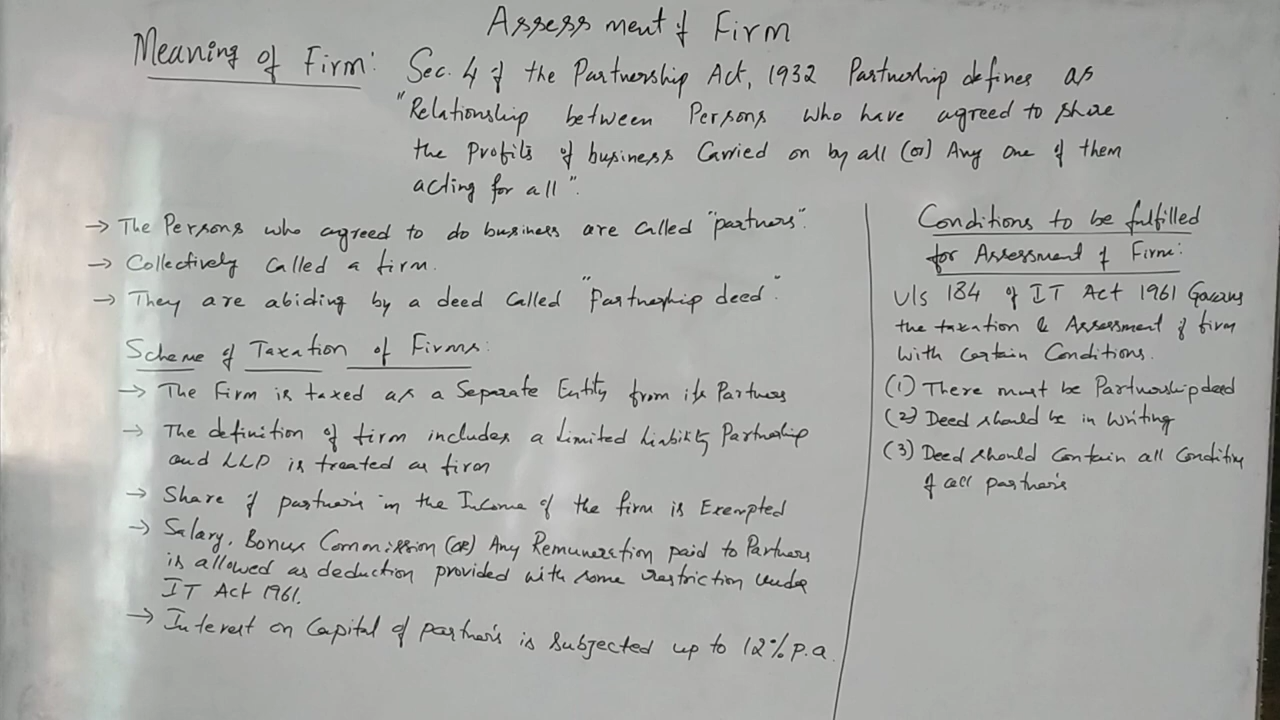 Assessment of Firm
Meaning of Firm: Sec. 4 of the Partnership Act, 1932 Partnership defines as
"Relationship between Persons who have agreed to share
the Profits of business Carried on by all (or) Any one of them
acting for all".
→ The Persons who agreed to do business are called "partners".
→ Collectively Called a firm.
→ They are abiding by a deed called "Partnership deed".
Scheme of Taxation of Firms:
→ The Firm is taxed as a Separate Entity from its Partners
→ The definition of firm includes a Limited Liability Partnership
and LLP is treated as firm
→ Share of partner's in the Income of the firm is Exempted
→ Salary, Bonus Commission (or) Any Remuneration paid to Partners
is allowed as deduction provided with some restriction under
IT Act 1961.
→ Interest on Capital of partner's is subjected up to 12% p.a.
Conditions to be fulfilled
for Assessment of Firm:
U/s 184 of IT Act 1961 Governs
the taxation & Assessment of firm
with certain Conditions.
(1) There must be Partnership deed
(2) Deed should be in writing
(3) Deed should contain all Condition
of all partner's